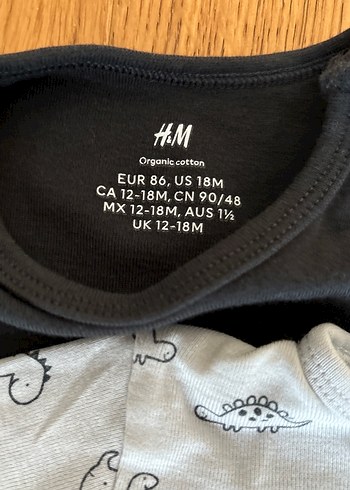 H&M
Organic cotton
EUR 86, US 18M
CA 12-18M, CN 90/48
MX 12-18M, AUS 1½
UK 12-18M